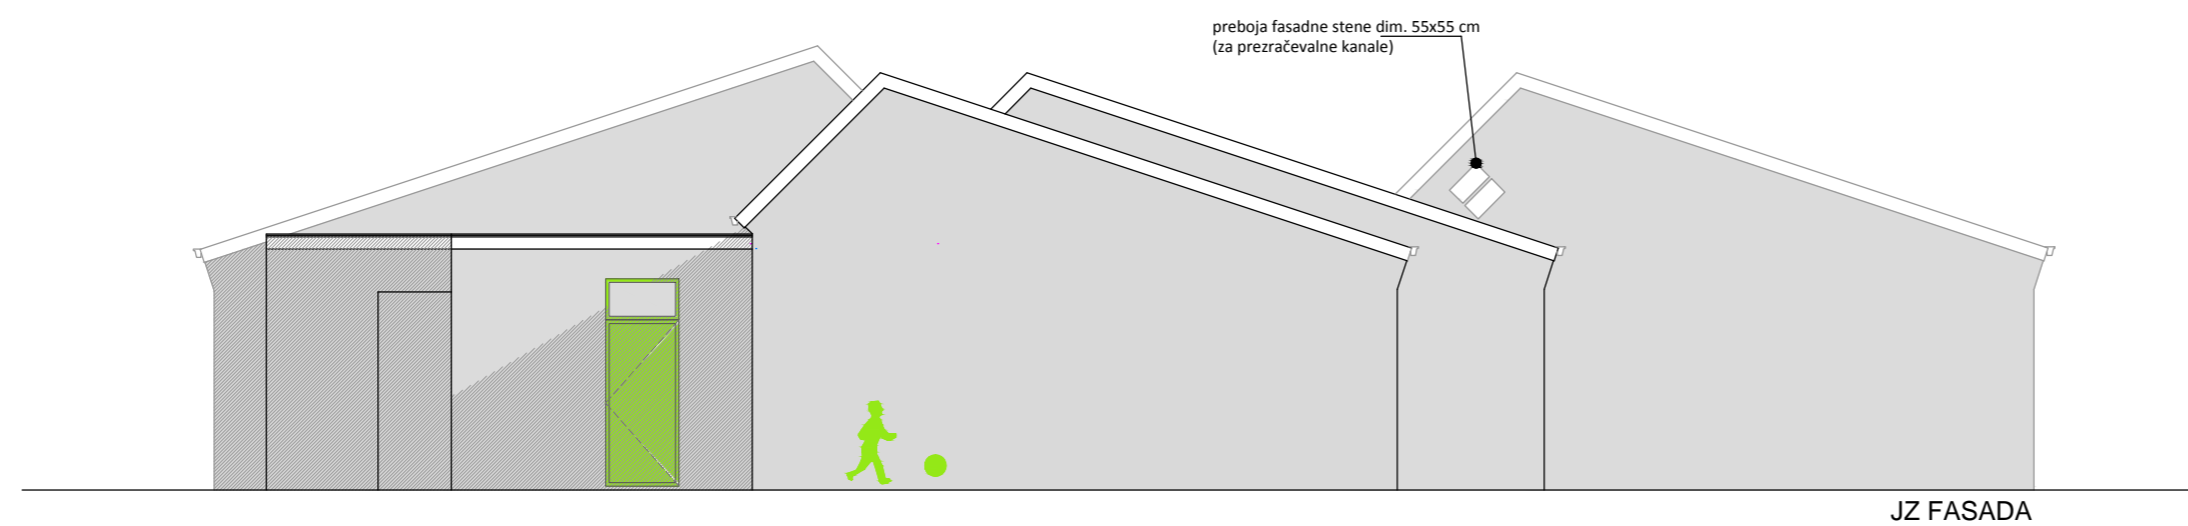 preboja fasadne stene dim. 55x55 cm
(za prezračevalne kanale)
JZ FASADA